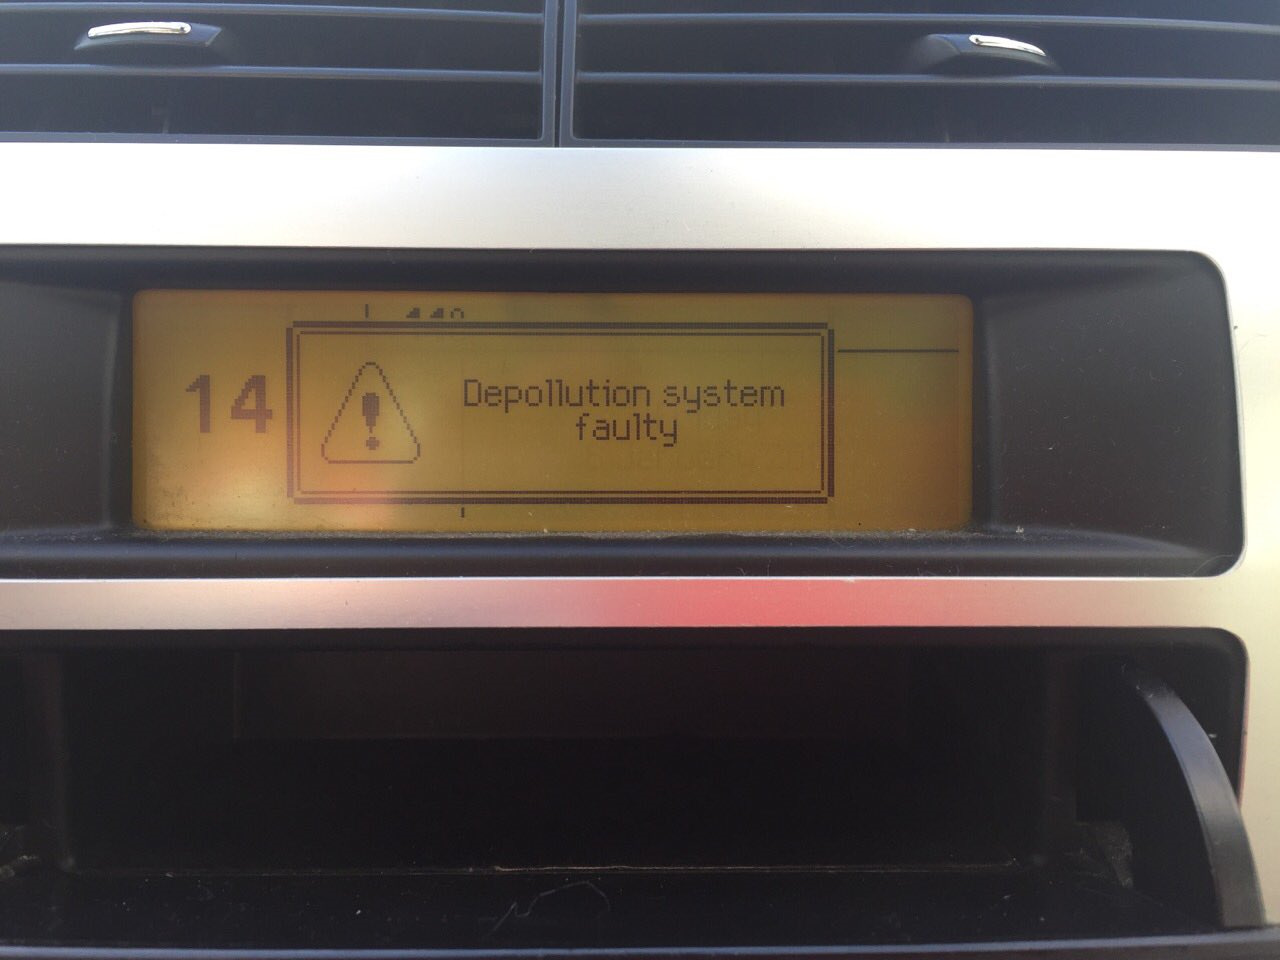 14
Depollution system
faulty